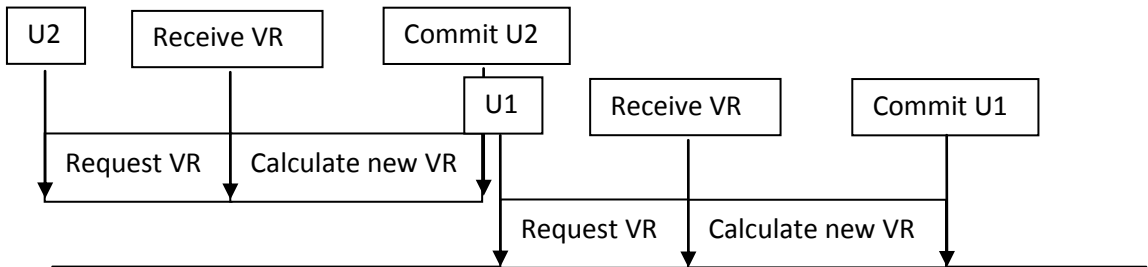 U2
Receive VR
Commit U2
U1
Receive VR
Commit U1
Request VR
Calculate new VR
Request VR
Calculate new VR